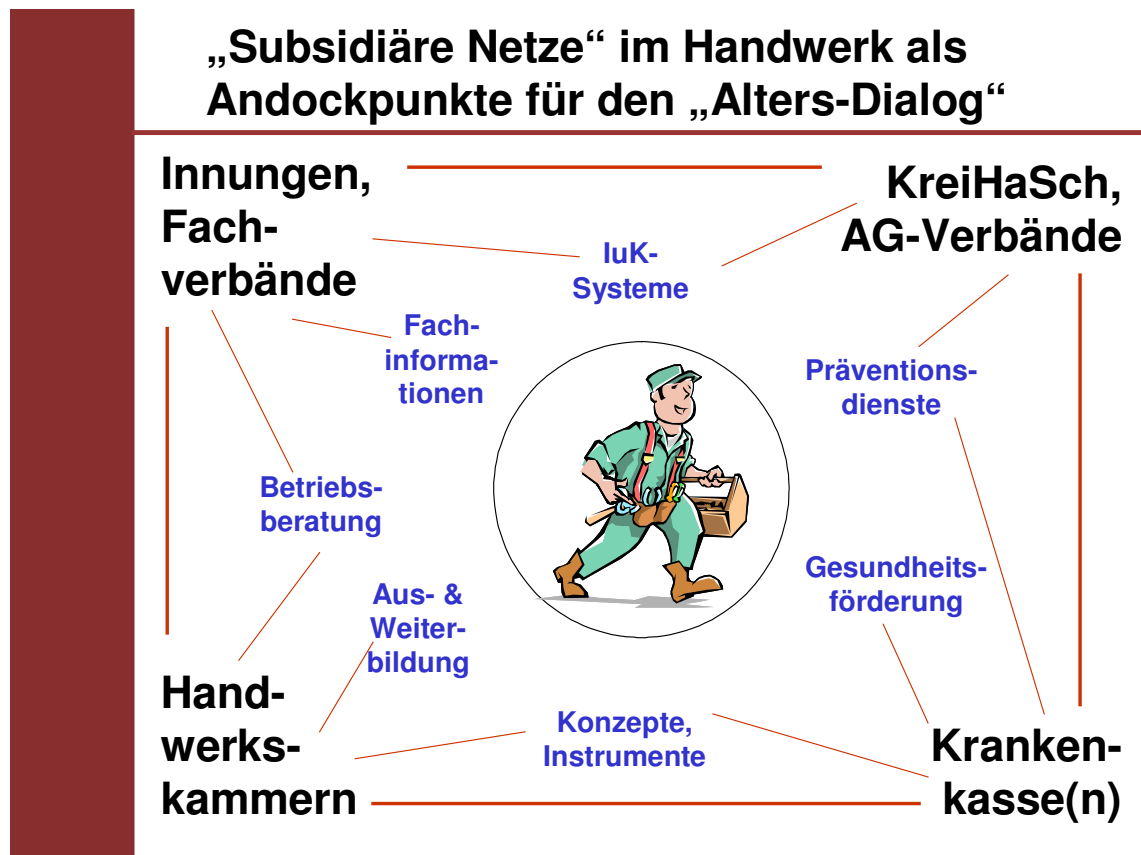 „Subsidiäre Netze“ im Handwerk als
Andockpunkte für den „Alters-Dialog“
Innungen,
Fach-
verbände
KreiHaSch,
AG-Verbände
IuK-
Systeme
Fach-
informa-
tionen
Präventions-
dienste
Betriebs-
beratung
Gesundheits-
förderung
Aus- &
Weiter-
bildung
Hand-
werks-
kammern
Konzepte,
Instrumente
Kranken-
kasse(n)